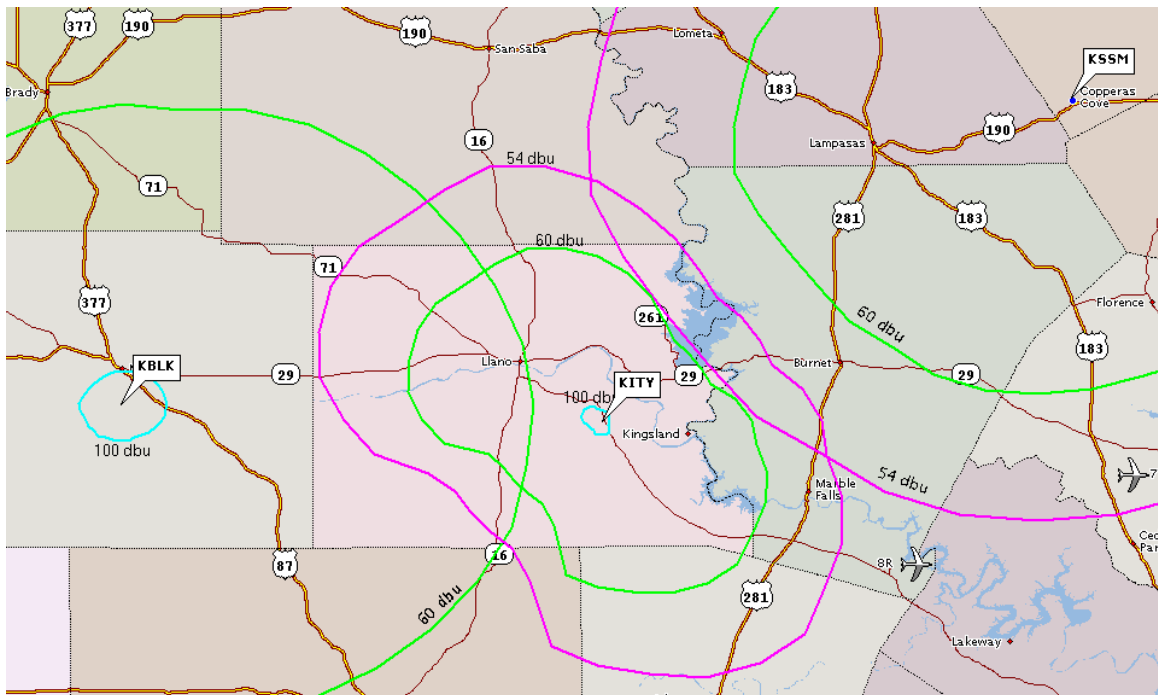 377
190
190
San Saba
Lometa
KSSM
Brady
183
Copperas
Cove
190
16
Lampasas
54 dbu
71
281
183
60 dbu
71
377
261
60 dbu
Florence
183
Llano
Burnet
KBLK
29
KITY
29
29
100 dbu
100 dbu
Kingsland
54 dbu
7
Marble
Falls
16
87
8R
60 dbu
281
Lakeway